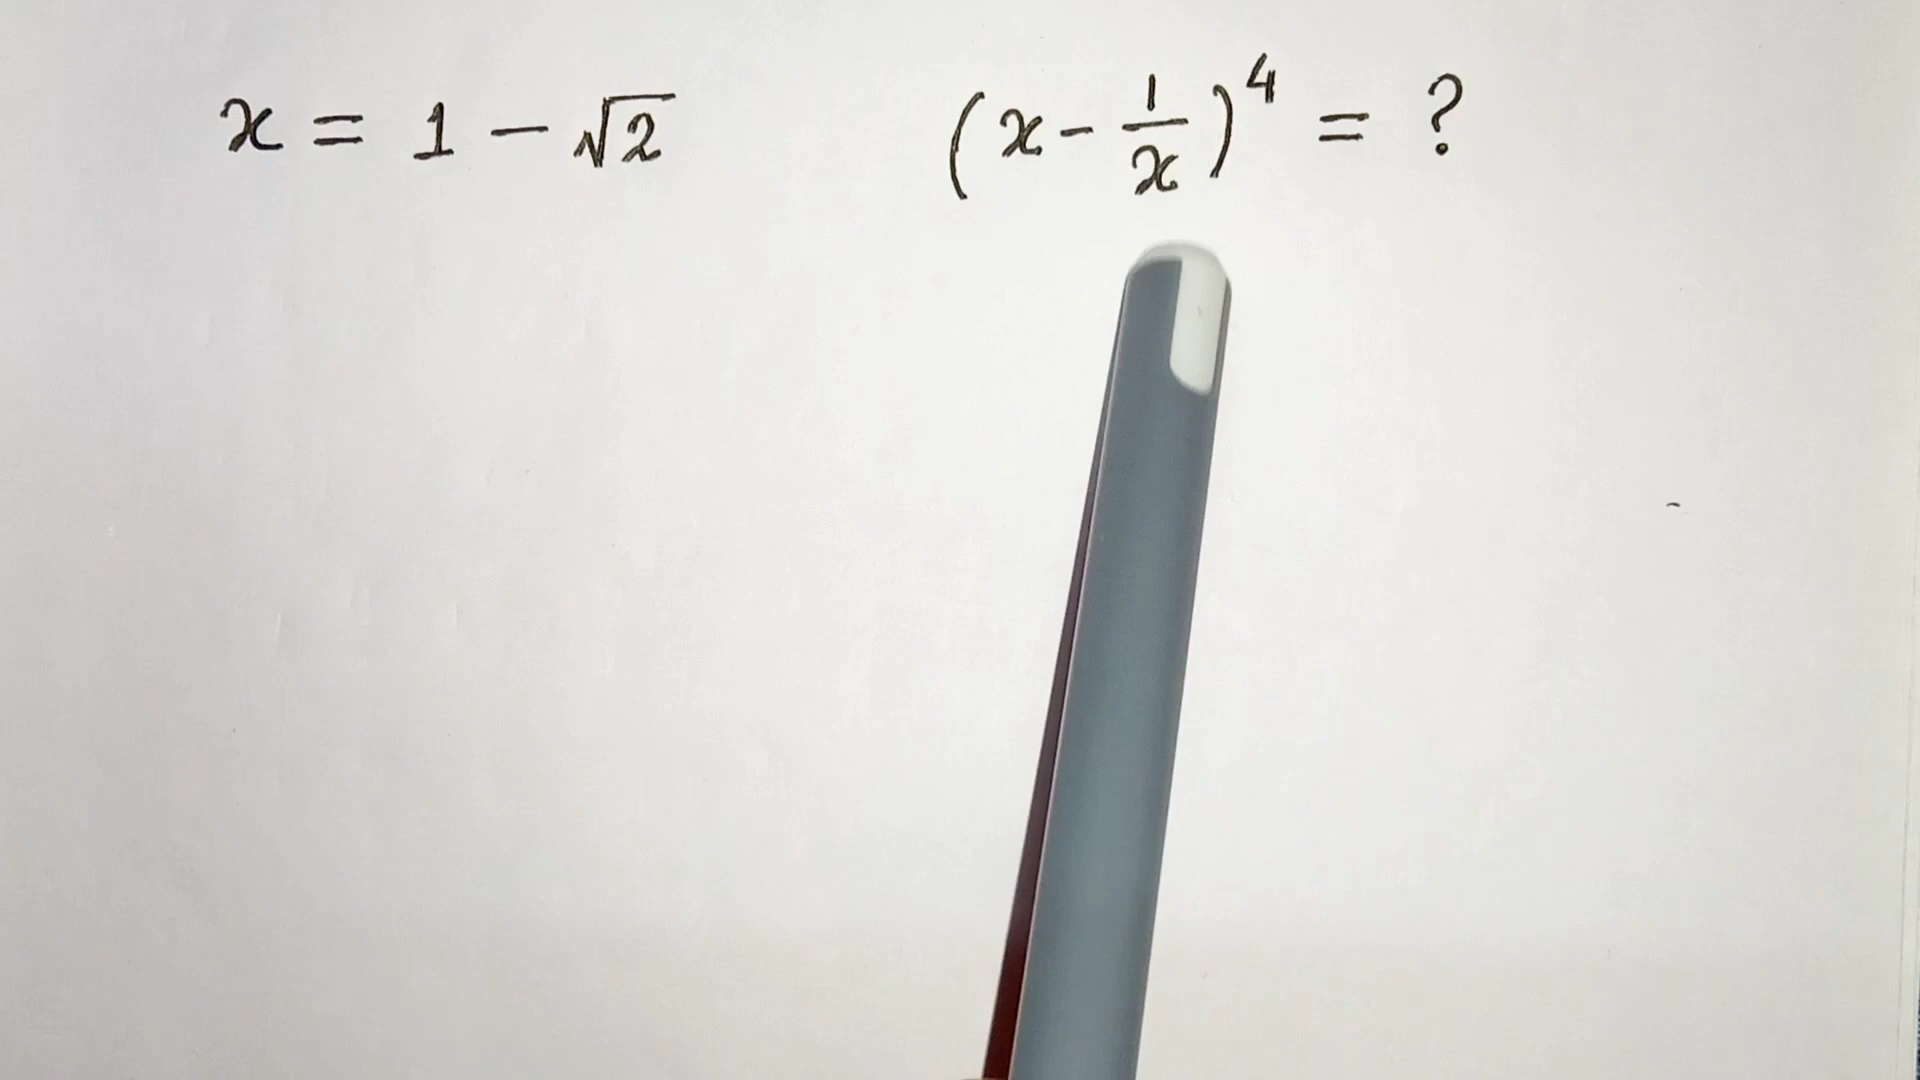 x = 1 - √2 (x - 1/x)^4 = ?